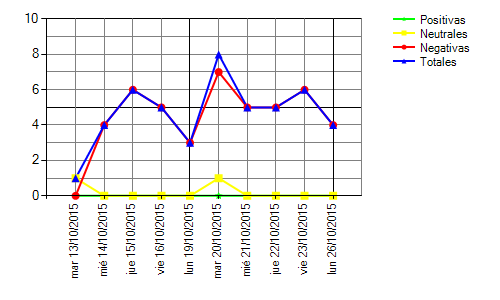 10
8
6
4
2
0
Positivas
Neutrales
Negativas
Totales
mar 13/10/2015
mié 14/10/2015
jue 15/10/2015
vie 16/10/2015
lun 19/10/2015
mar 20/10/2015
mié 21/10/2015
jue 22/10/2015
vie 23/10/2015
lun 26/10/2015